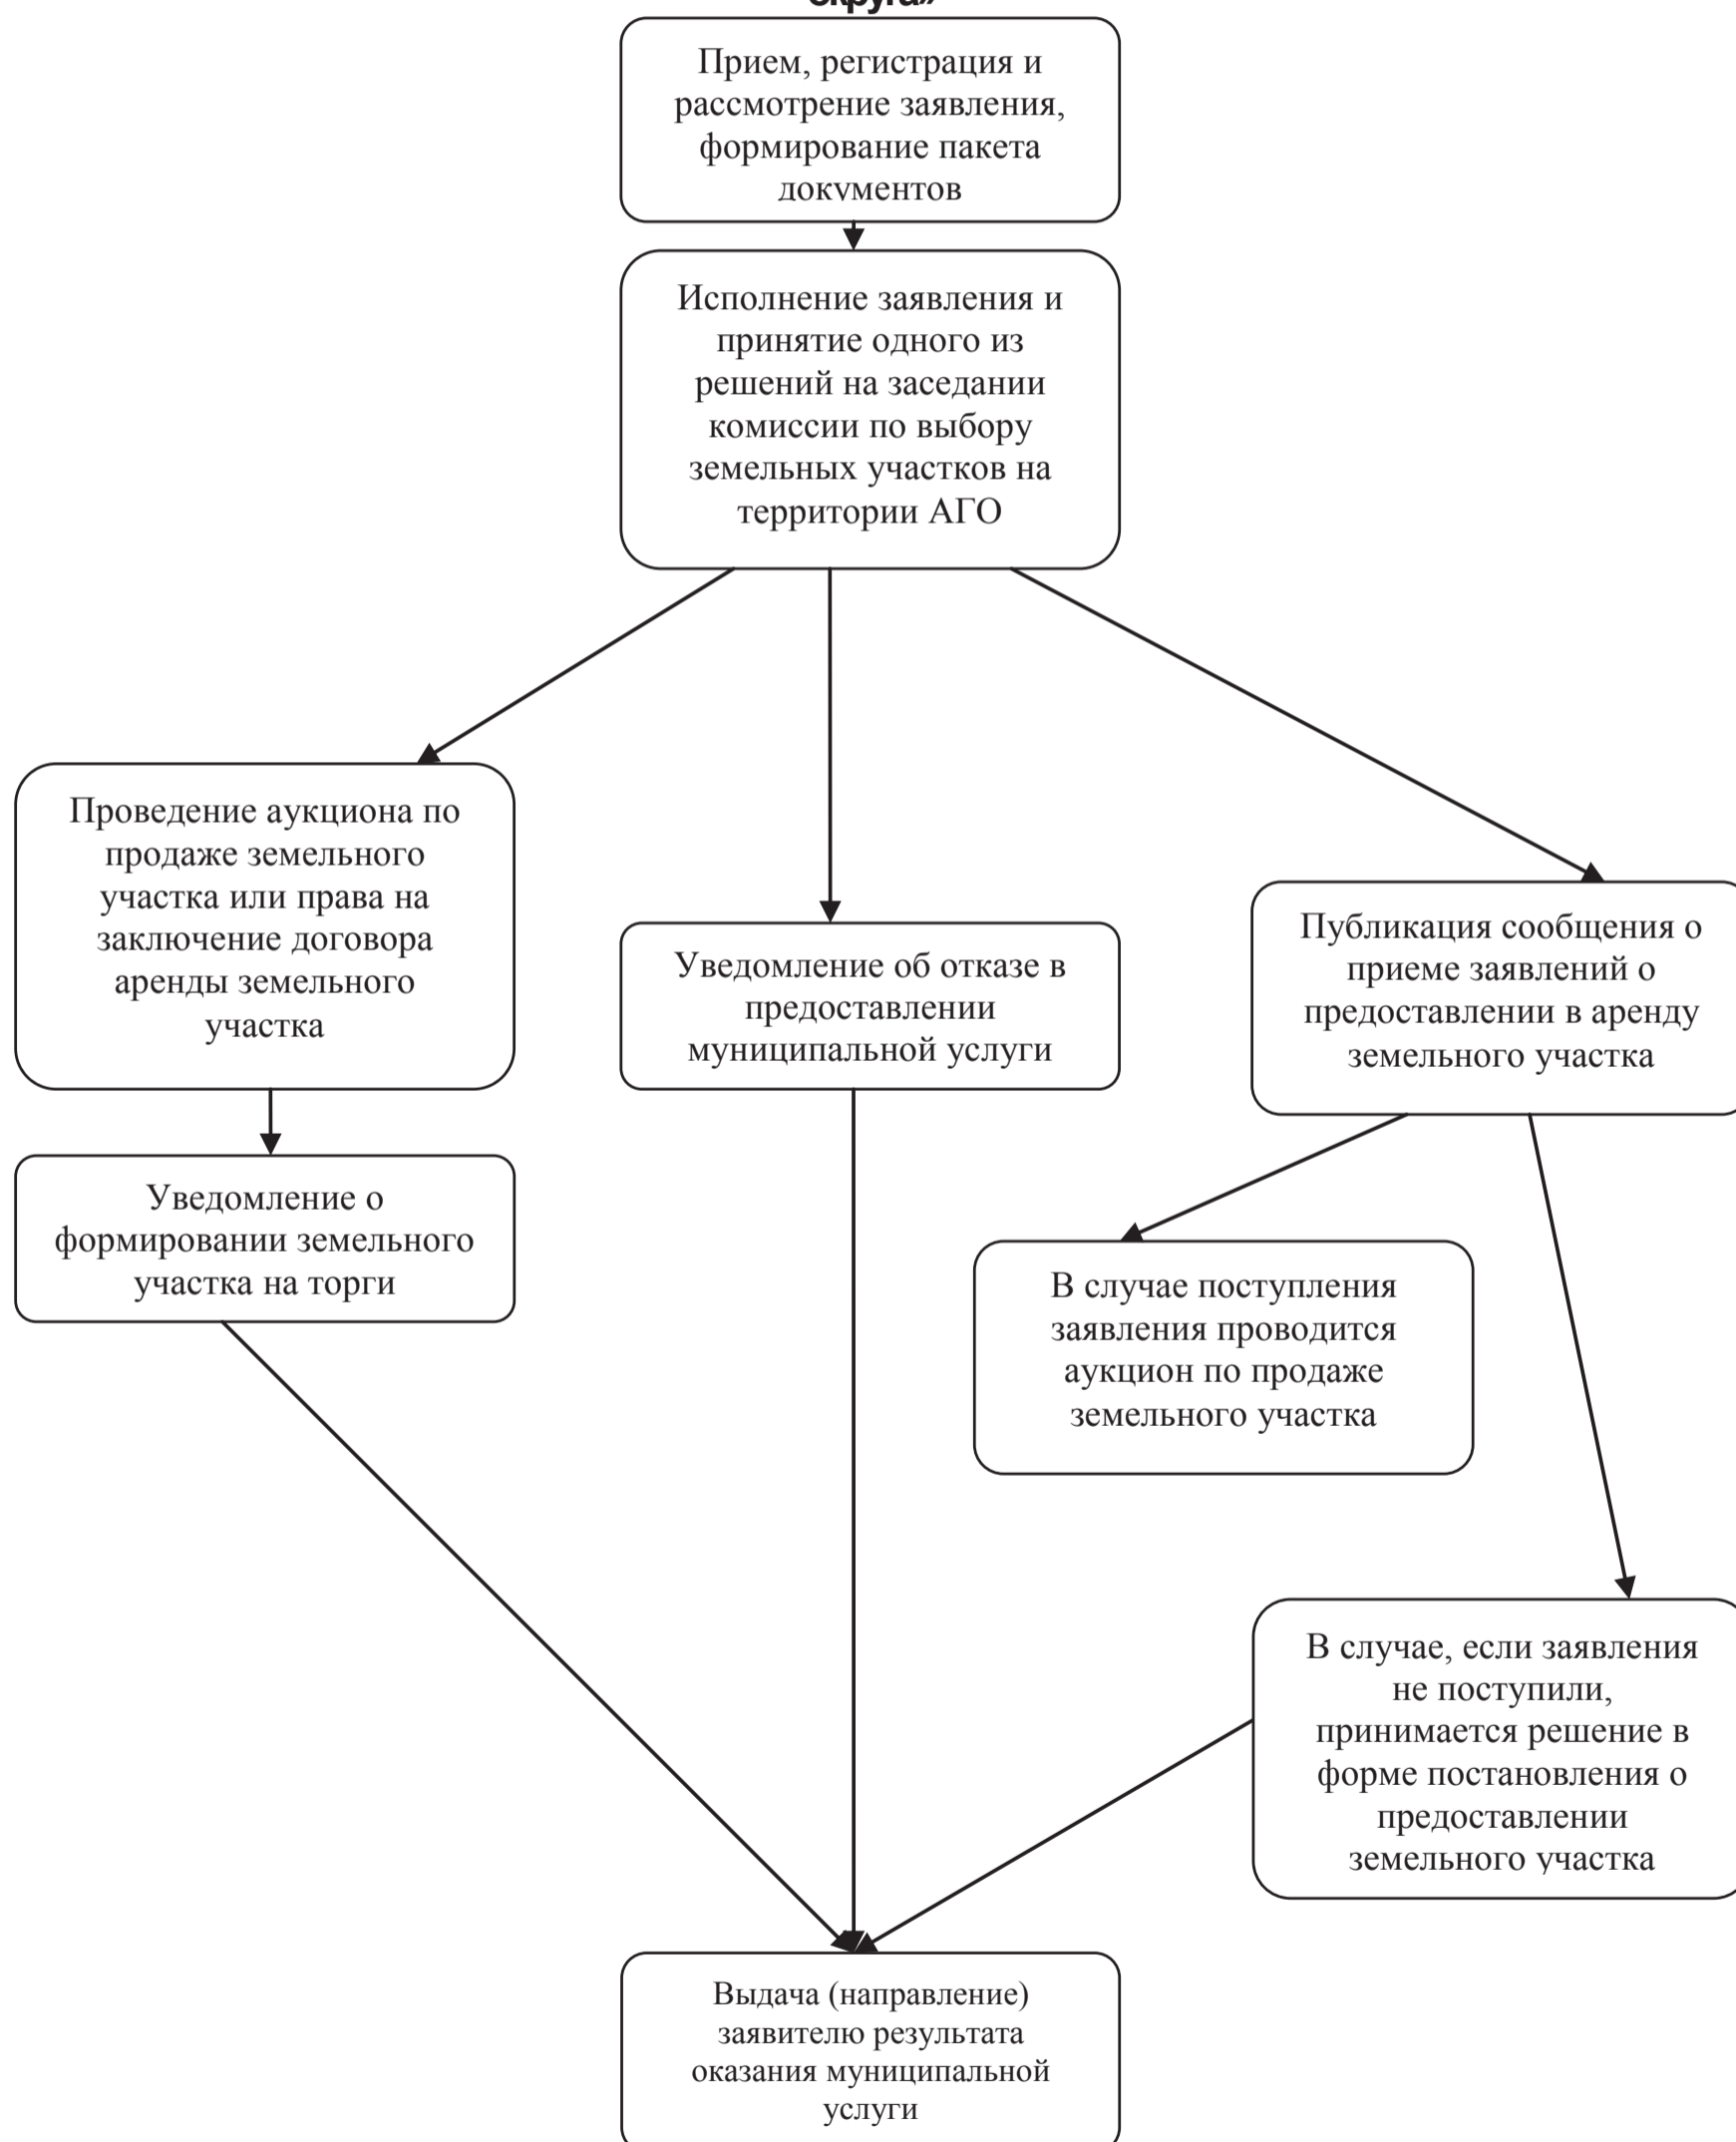 округа»
Прием, регистрация и
рассмотрение заявления,
формирование пакета
документов
Исполнение заявления и
принятие одного из
решений на заседании
комиссии по выбору
земельных участков на
территории АГО
Проведение аукциона по
продаже земельного
участка или права на
заключение договора
аренды земельного
участка
Уведомление об отказе в
предоставлении
муниципальной услуги
Публикация сообщения о
приеме заявлений о
предоставлении в аренду
земельного участка
Уведомление о
формировании земельного
участка на торги
В случае поступления
заявления проводится
аукцион по продаже
земельного участка
В случае, если заявления
не поступили,
принимается решение в
форме постановления о
предоставлении
земельного участка
Выдача (направление)
заявителю результата
оказания муниципальной
услуги